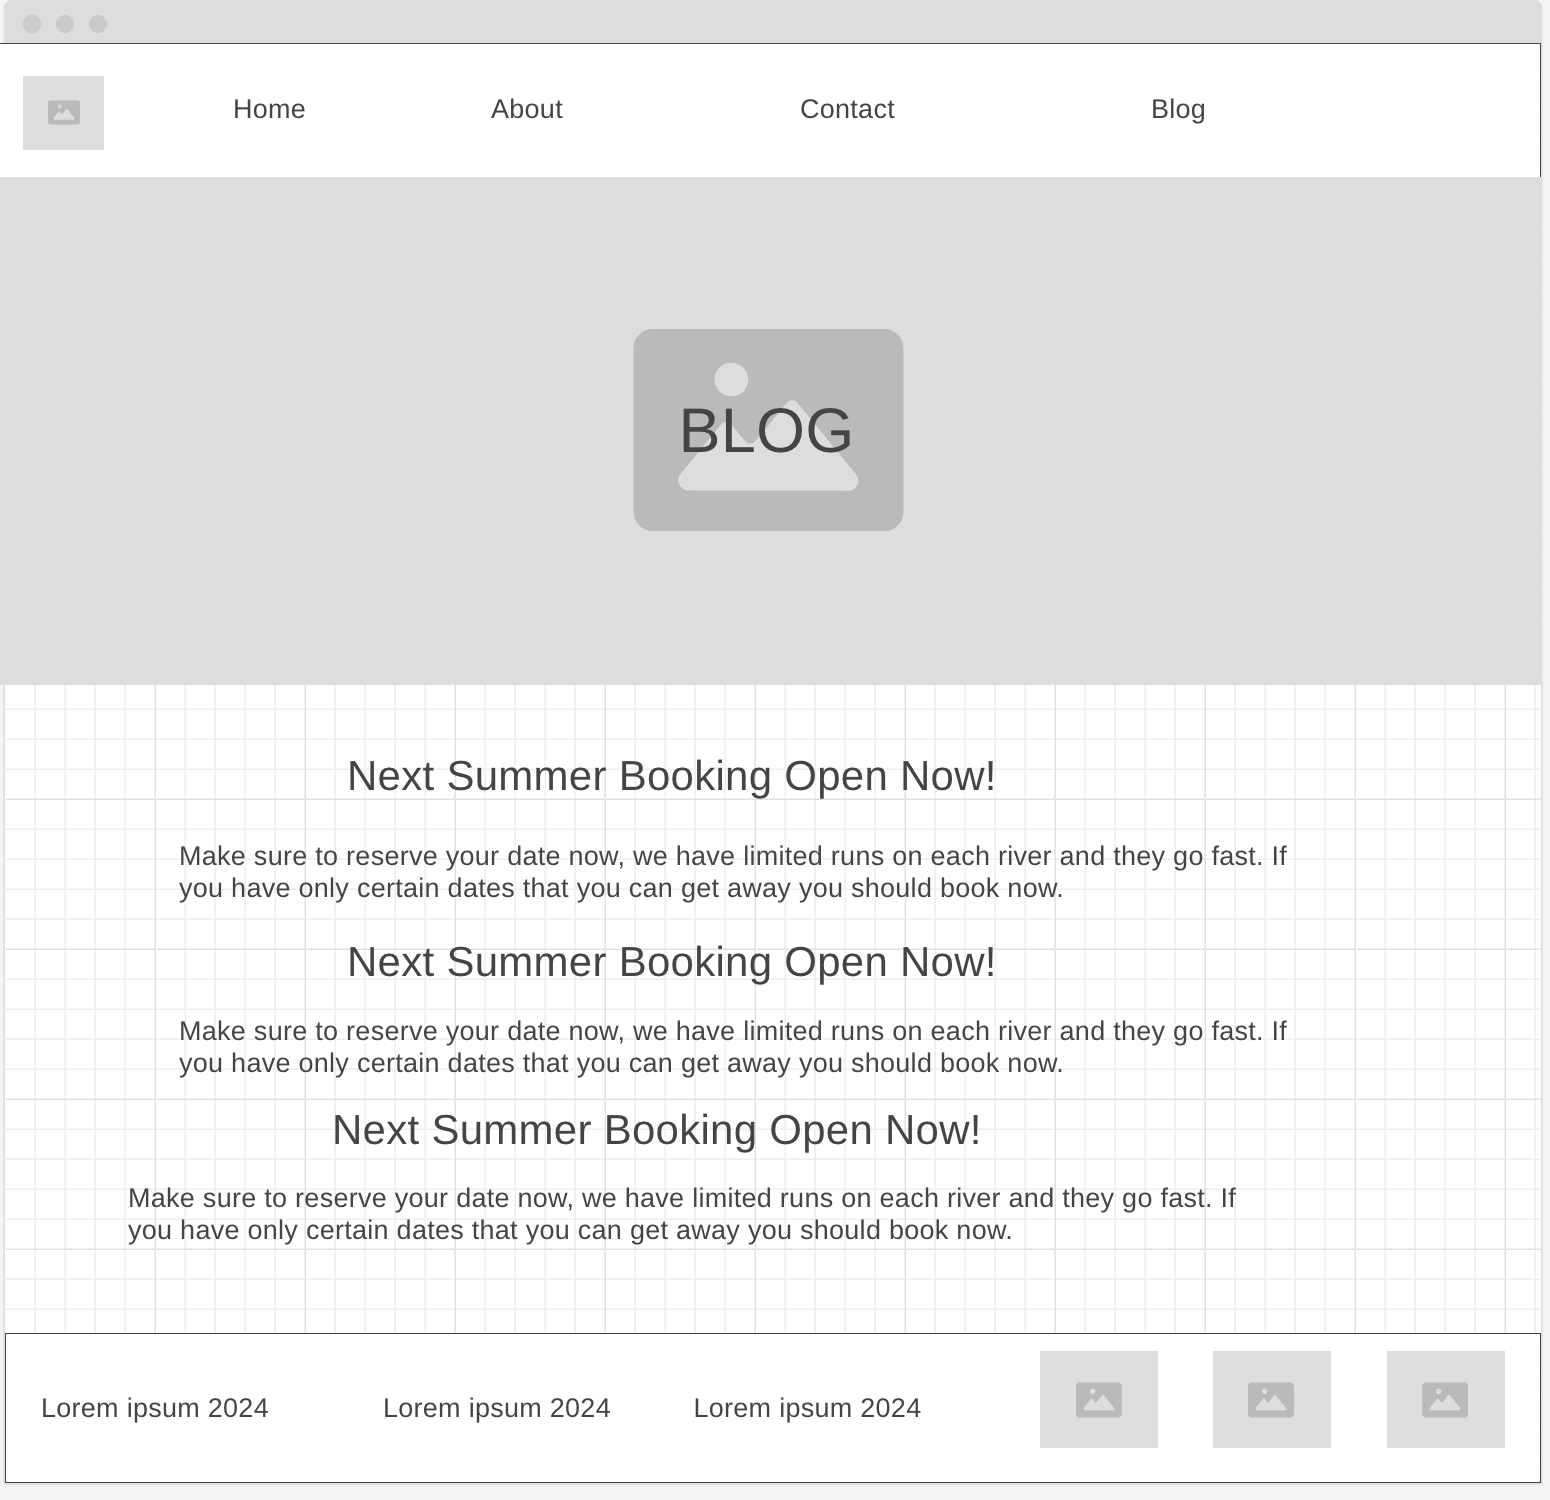 Home About Contact Blog
BLOG
Next Summer Booking Open Now!
Make sure to reserve your date now, we have limited runs on each river and they go fast. If
you have only certain dates that you can get away you should book now.
Next Summer Booking Open Now!
Make sure to reserve your date now, we have limited runs on each river and they go fast. If
you have only certain dates that you can get away you should book now.
Next Summer Booking Open Now!
Make sure to reserve your date now, we have limited runs on each river and they go fast. If
you have only certain dates that you can get away you should book now.
Lorem ipsum 2024 Lorem ipsum 2024 Lorem ipsum 2024